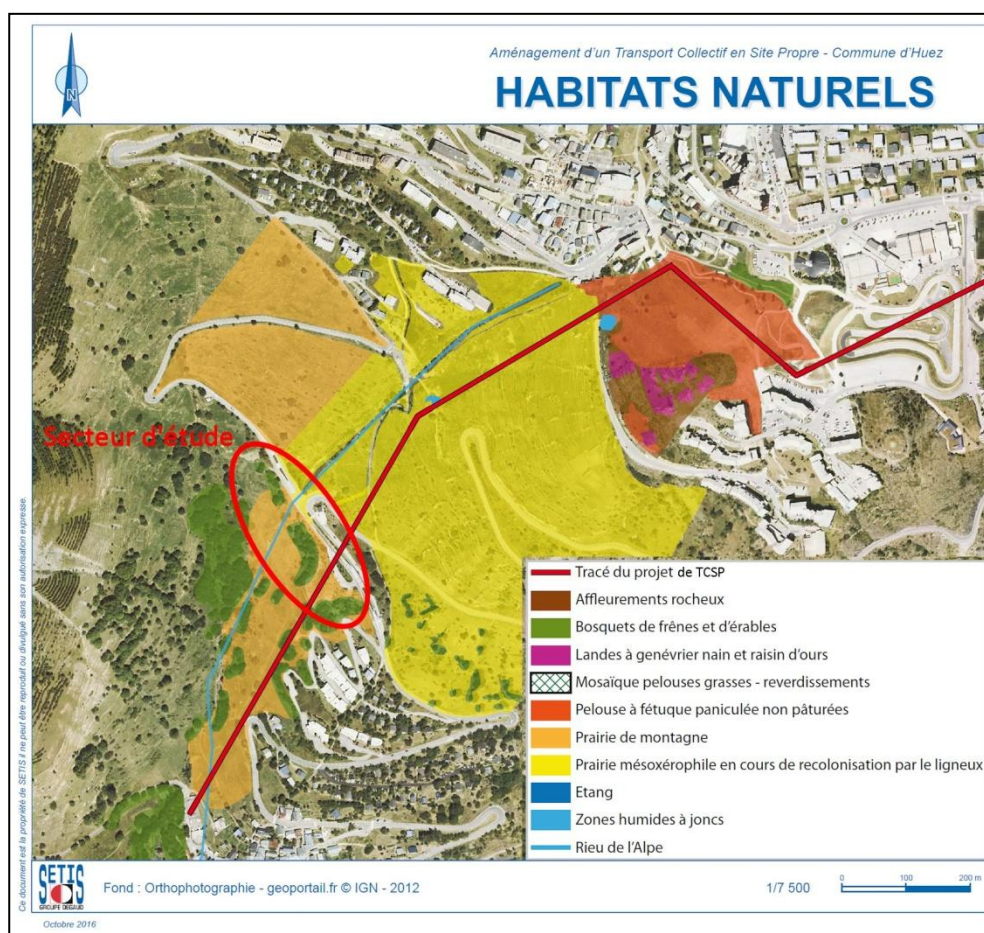 Aménagement d'un Transport Collectif en Site Propre - Commune d'Huez
HABITATS NATURELS
N
Secteur d'étude
Tracé du projet de TCSP
Affleurements rocheux
Bosquets de frênes et d'érables
Landes à genévrier nain et raisin d'ours
Mosaïque pelouses grasses - reverdissements
Pelouse à fétuque paniculée non pâturées
Prairie de montagne
Prairie mésoxérophile en cours de recolonisation par le ligneux
Etang
Zones humides à joncs
Rieu de l'Alpe
Ce document est la propriété de SETIS il ne peut être reproduit ou divulgué sans son autorisation expresse.
SETIS
GROUPE DEGAUD
Fond : Orthophotographie - geoportail.fr © IGN - 2012
1/7 500
0 100 200 m
Octobre 2016